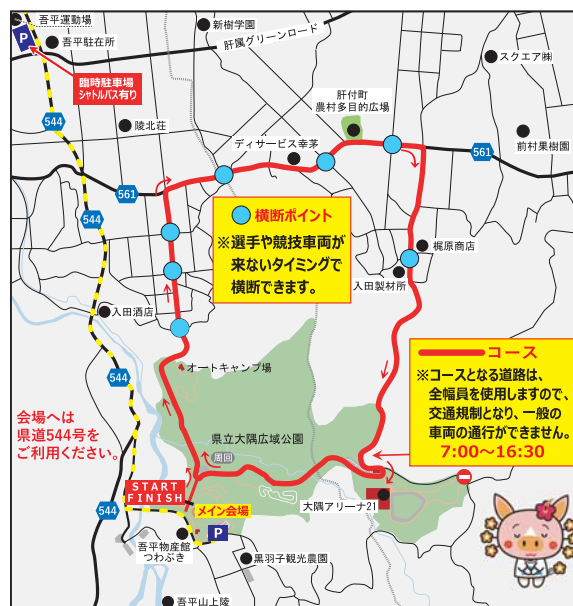 吾平運動場
P
吾平駐在所
臨時駐車場
シャトルバス有り
新樹学園
肝属グリーンロード
スクエア㈱
544
陵北荘
肝付町
農村多目的広場
ディサービス幸茅
前村果樹園
561
561
544
横断ポイント
※選手や競技車両が
来ないタイミングで
横断できます。
梶原商店
入田製材所
入田酒店
コース
※コースとなる道路は、
全幅員を使用しますので、
交通規制となり、一般の
車両の通行ができません。
7:00～16:30
オートキャンプ場
544
会場へは
県道544号を
ご利用ください。
県立大隅広域公園
周回
START
FINISH
メイン会場
大隅アリーナ21
544
吾平物産館
つわぶき
P
黒羽子観光農園
吾平山上陵